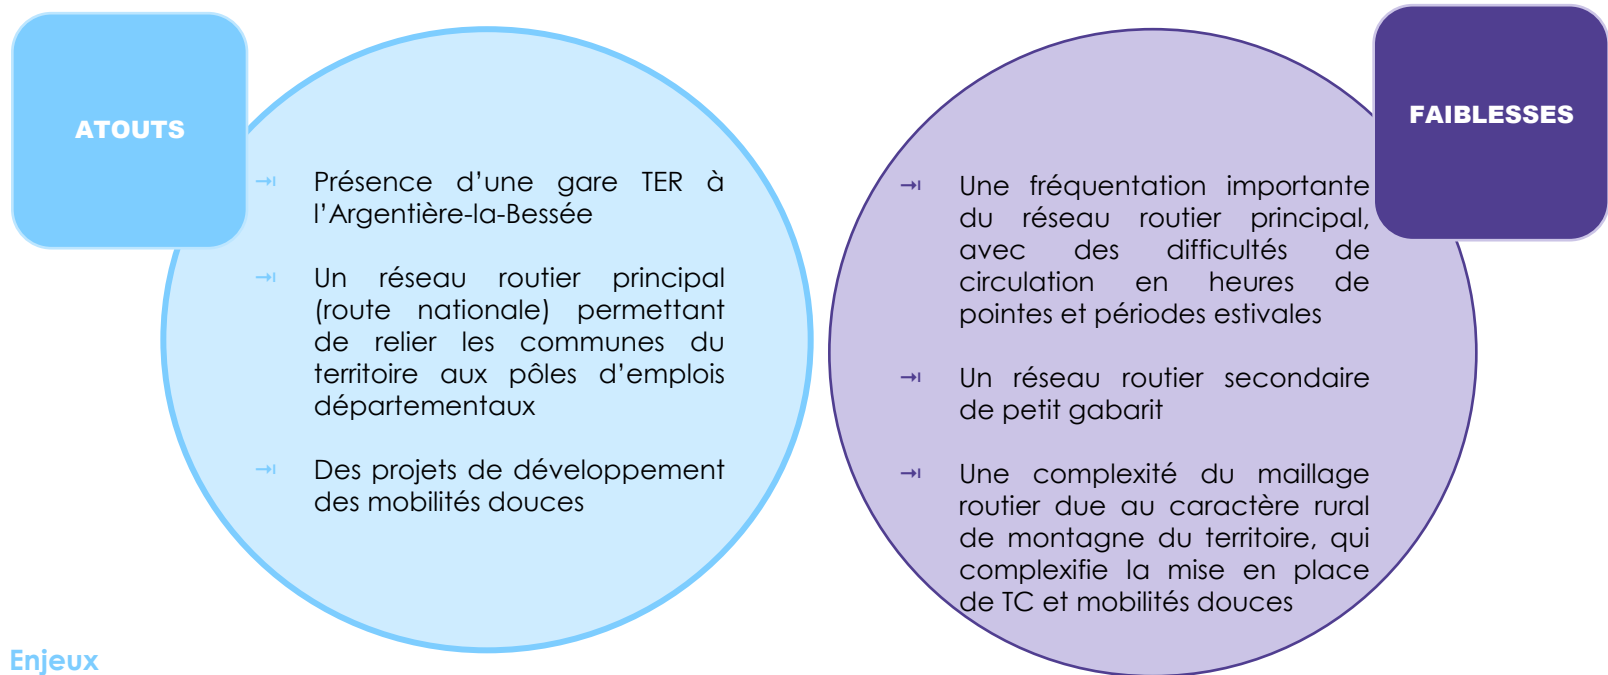 ATOUTS
Présence d’une gare TER à
l’Argentière-la-Bessée
Un réseau routier principal
(route nationale) permettant
de relier les communes du
territoire aux pôles d’emplois
départementaux
Des projets de développement
des mobilités douces
FAIBLESSES
Une fréquentation importante
du réseau routier principal,
avec des difficultés de
circulation en heures de
pointes et périodes estivales
Un réseau routier secondaire
de petit gabarit
Une complexité du maillage
routier due au caractère rural
de montagne du territoire, qui
complexifie la mise en place
de TC et mobilités douces
Enjeux